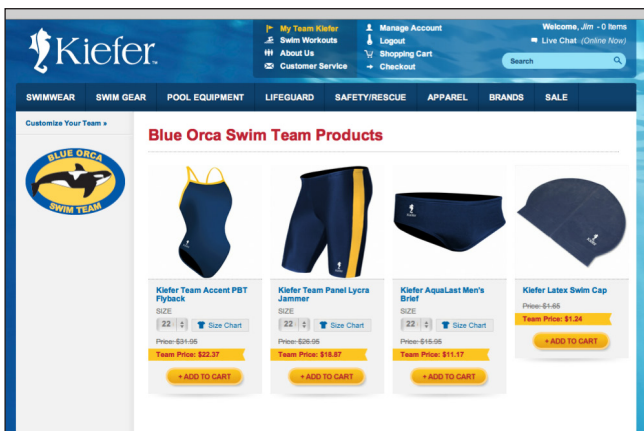 Kiefer™
My Team Kiefer
Swim Workouts
About Us
Customer Service
Manage Account
Logout
Shopping Cart
Checkout
Welcome, Jim - 0 Items
Live Chat (Online Now)
Search
SWIMWEAR SWIM GEAR POOL EQUIPMENT LIFEGUARD SAFETY/RESCUE APPAREL BRANDS SALE
Customize Your Team »
BLUE ORCA
SWIM TEAM
Blue Orca Swim Team Products
Kiefer Team Accent PBT
Flyback
SIZE
22 Size Chart
Price: $31.95
Team Price: $22.37
+ ADD TO CART
Kiefer Team Panel Lycra
Jammer
SIZE
22 Size Chart
Price: $26.95
Team Price: $18.87
+ ADD TO CART
Kiefer AquaLast Men's
Brief
SIZE
22 Size Chart
Price: $15.95
Team Price: $11.17
+ ADD TO CART
Kiefer Latex Swim Cap
Price: $1.65
Team Price: $1.24
+ ADD TO CART